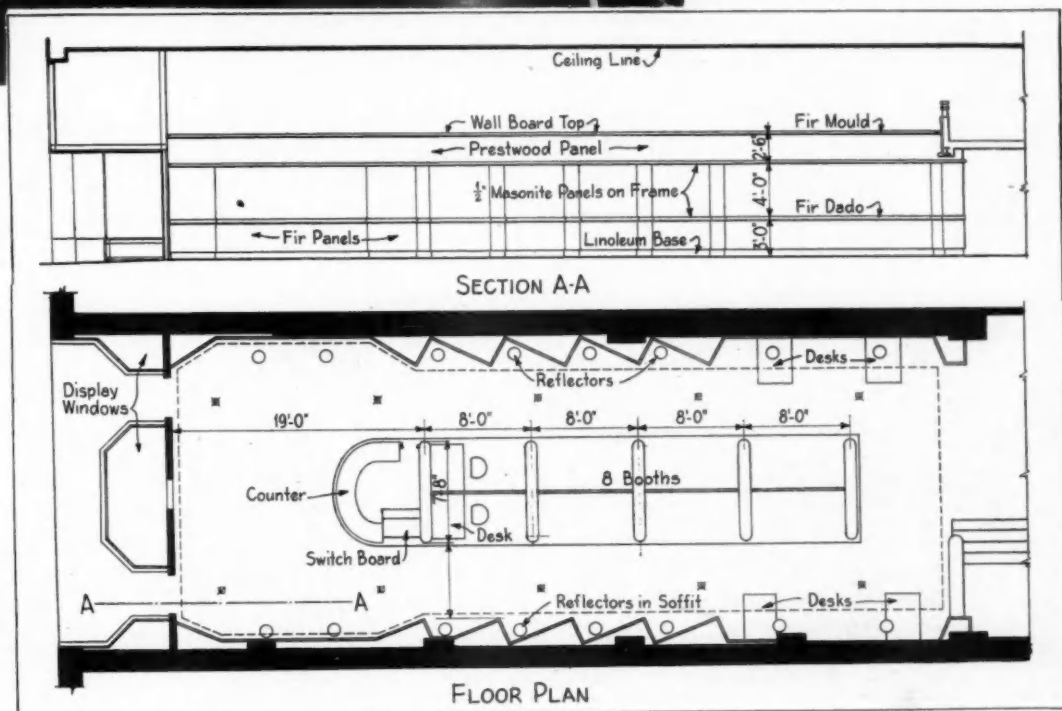 Ceiling Line
Wall Board Top
Fir Mould
Prestwood Panel
2'-6"
½" Masonite Panels on Frame
4'-0"
Fir Dado
Fir Panels
Linoleum Base
3'-0"
SECTION A-A
Display
Windows
Reflectors
Desks
19'-0"
8'-0"
8'-0"
8'-0"
8'-0"
Counter
7'-8"
8 Booths
Desk
Switch Board
A
A
Reflectors in Soffit
Desks
FLOOR PLAN